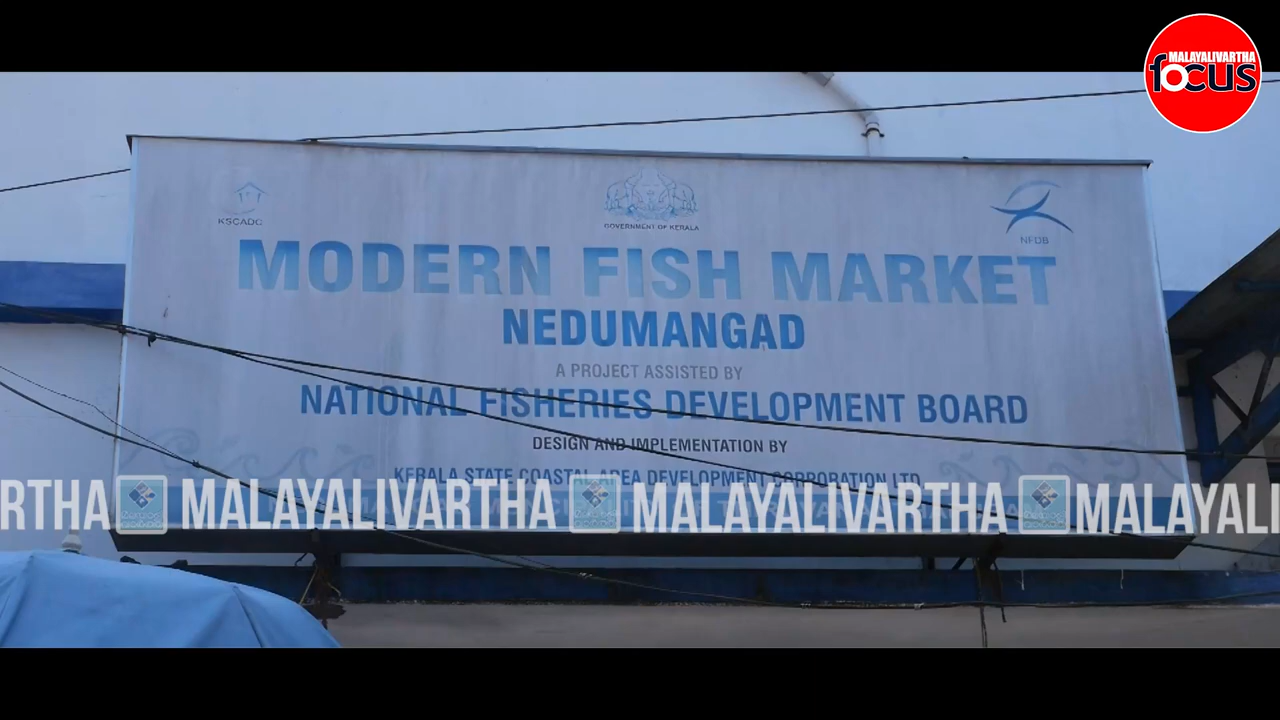 MALAYALIVARTHA
focus
KSCADC
GOVERNMENT OF KERALA
NFDB
MODERN FISH MARKET
NEDUMANGAD
A PROJECT ASSISTED BY
NATIONAL FISHERIES DEVELOPMENT BOARD
DESIGN AND IMPLEMENTATION BY
KERALA STATE COASTAL AREA DEVELOPMENT CORPORATION LTD
RTHA MALAYALIVARTHA MALAYALIVARTHA MALAYALI